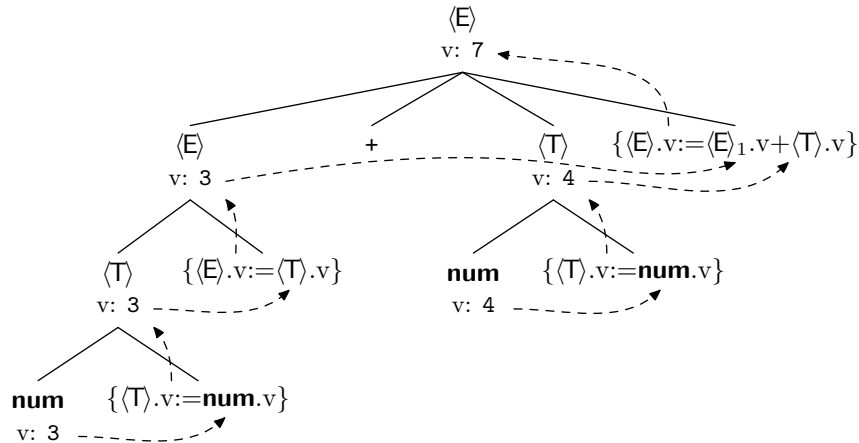 ⟨E⟩
v: 7
⟨E⟩ + ⟨T⟩ {⟨E⟩.v:=⟨E⟩₁.v+⟨T⟩.v}
v: 3 v: 4
⟨T⟩ {⟨E⟩.v:=⟨T⟩.v} num {⟨T⟩.v:=num.v}
v: 3 v: 4
num {⟨T⟩.v:=num.v}
v: 3